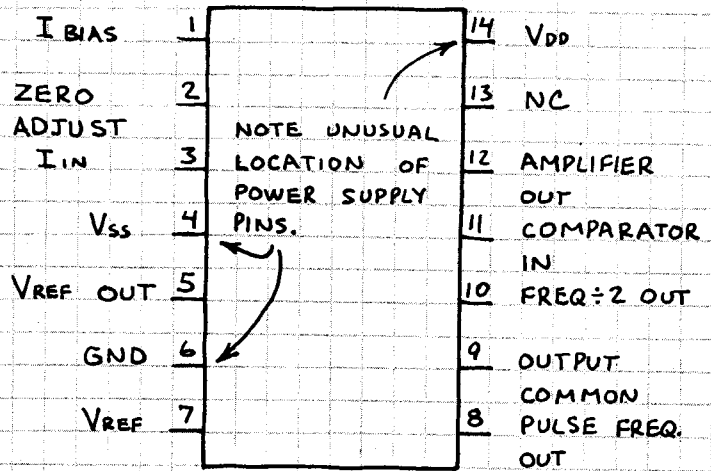 I BIAS 1
ZERO ADJUST 2
I IN 3
VSS 4
VREF OUT 5
GND 6
VREF 7
NOTE UNUSUAL
LOCATION OF
POWER SUPPLY
PINS.
14 VDD
13 NC
12 AMPLIFIER
OUT
11 COMPARATOR
IN
10 FREQ÷2 OUT
9 OUTPUT
COMMON
8 PULSE FREQ.
OUT